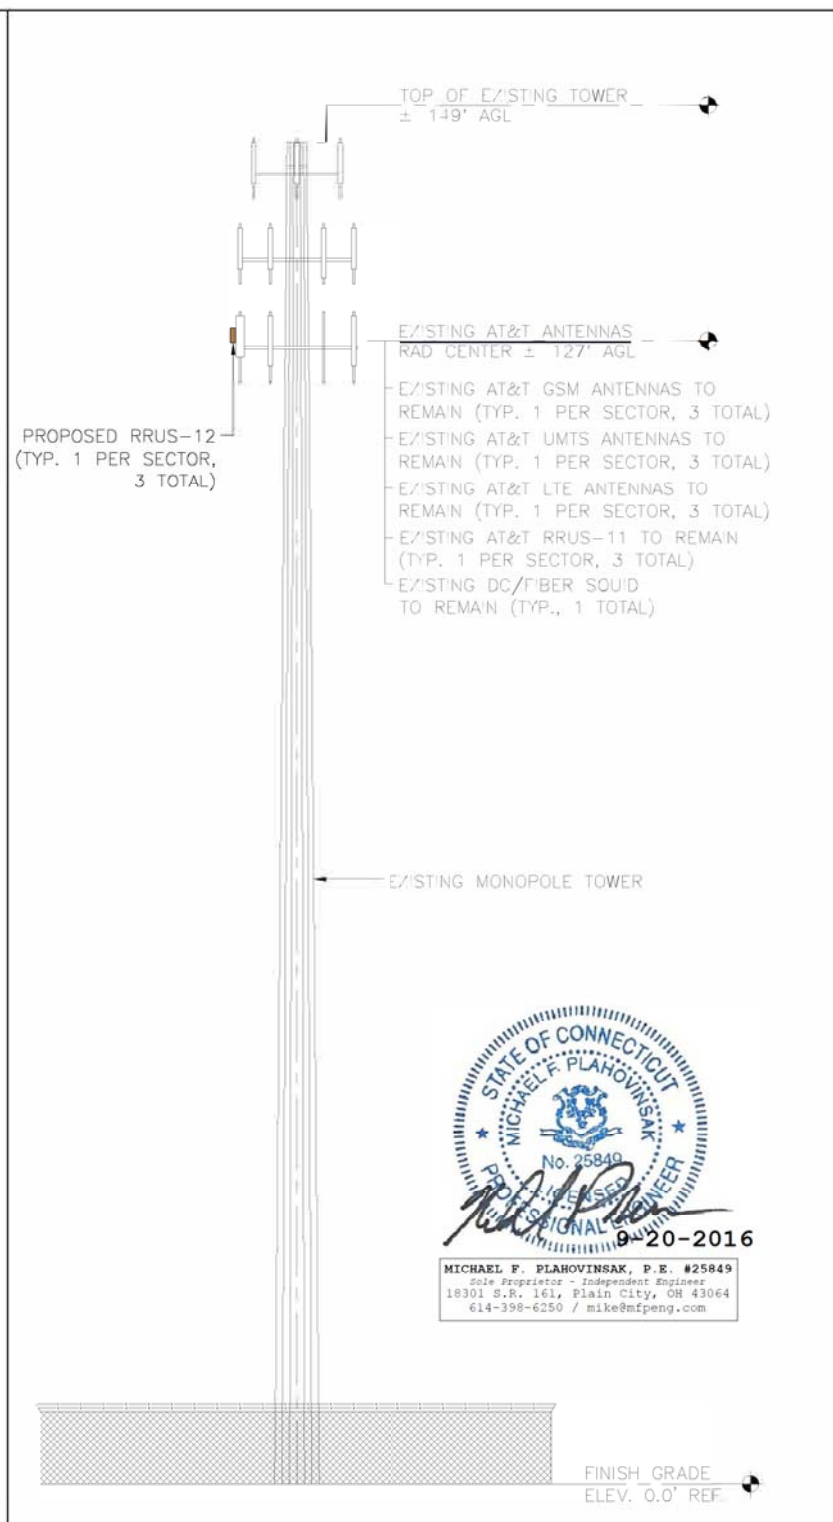 TOP OF EXISTING TOWER
± 149' AGL
EXISTING AT&T ANTENNAS
RAD CENTER ± 127' AGL
EXISTING AT&T GSM ANTENNAS TO
REMAIN (TYP. 1 PER SECTOR, 3 TOTAL)
EXISTING AT&T UMTS ANTENNAS TO
REMAIN (TYP. 1 PER SECTOR, 3 TOTAL)
EXISTING AT&T LTE ANTENNAS TO
REMAIN (TYP. 1 PER SECTOR, 3 TOTAL)
EXISTING AT&T RRUS-11 TO REMAIN
(TYP. 1 PER SECTOR, 3 TOTAL)
EXISTING DC/FIBER SQUID
TO REMAIN (TYP., 1 TOTAL)
PROPOSED RRUS-12
(TYP. 1 PER SECTOR,
3 TOTAL)
EXISTING MONOPOLE TOWER
STATE OF CONNECTICUT
MICHAEL F. PLAHOVINSAK
No. 25849
LICENSED
PROFESSIONAL ENGINEER
9-20-2016
MICHAEL F. PLAHOVINSAK, P.E. #25849
Sole Proprietor - Independent Engineer
18301 S.R. 161, Plain City, OH 43064
614-398-6250 / mike@mfpeng.com
FINISH GRADE
ELEV. 0.0' REF.